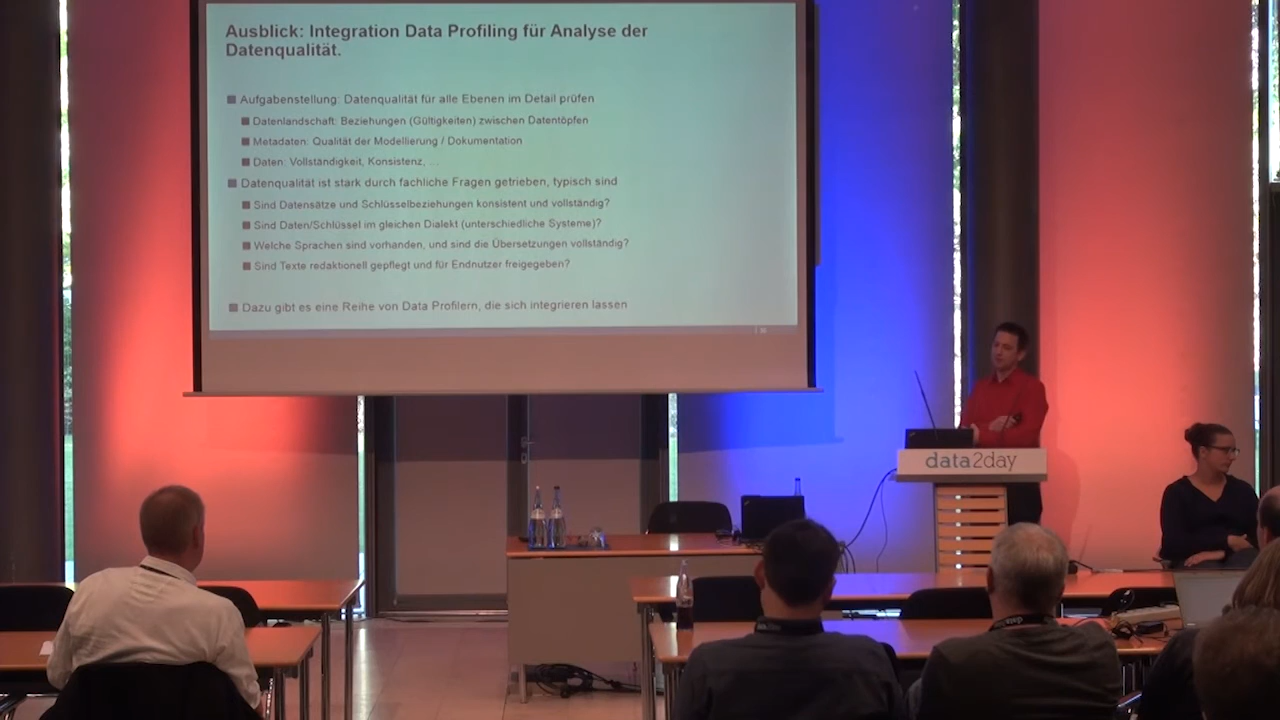 Ausblick: Integration Data Profiling für Analyse der
Datenqualität.
Aufgabenstellung: Datenqualität für alle Ebenen im Detail prüfen
Datenlandschaft: Beziehungen (Gültigkeiten) zwischen Datentöpfen
Metadaten: Qualität der Modellierung / Dokumentation
Daten: Vollständigkeit, Konsistenz, ...
Datenqualität ist stark durch fachliche Fragen getrieben, typisch sind
Sind Datensätze und Schlüsselbeziehungen konsistent und vollständig?
Sind Daten/Schlüssel im gleichen Dialekt (unterschiedliche Systeme)?
Welche Sprachen sind vorhanden, und sind die Übersetzungen vollständig?
Sind Texte redaktionell gepflegt und für Endnutzer freigegeben?
Dazu gibt es eine Reihe von Data Profilern, die sich integrieren lassen
data2day